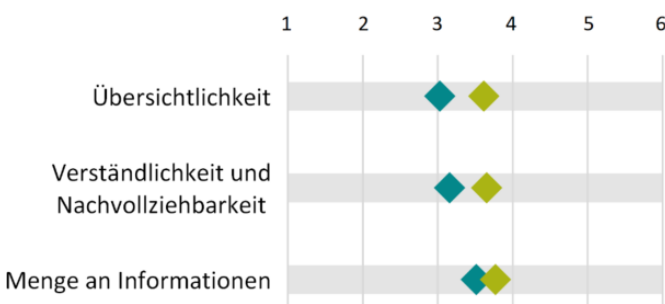 1 2 3 4 5 6
Übersichtlichkeit
Verständlichkeit und
Nachvollziehbarkeit
Menge an Informationen